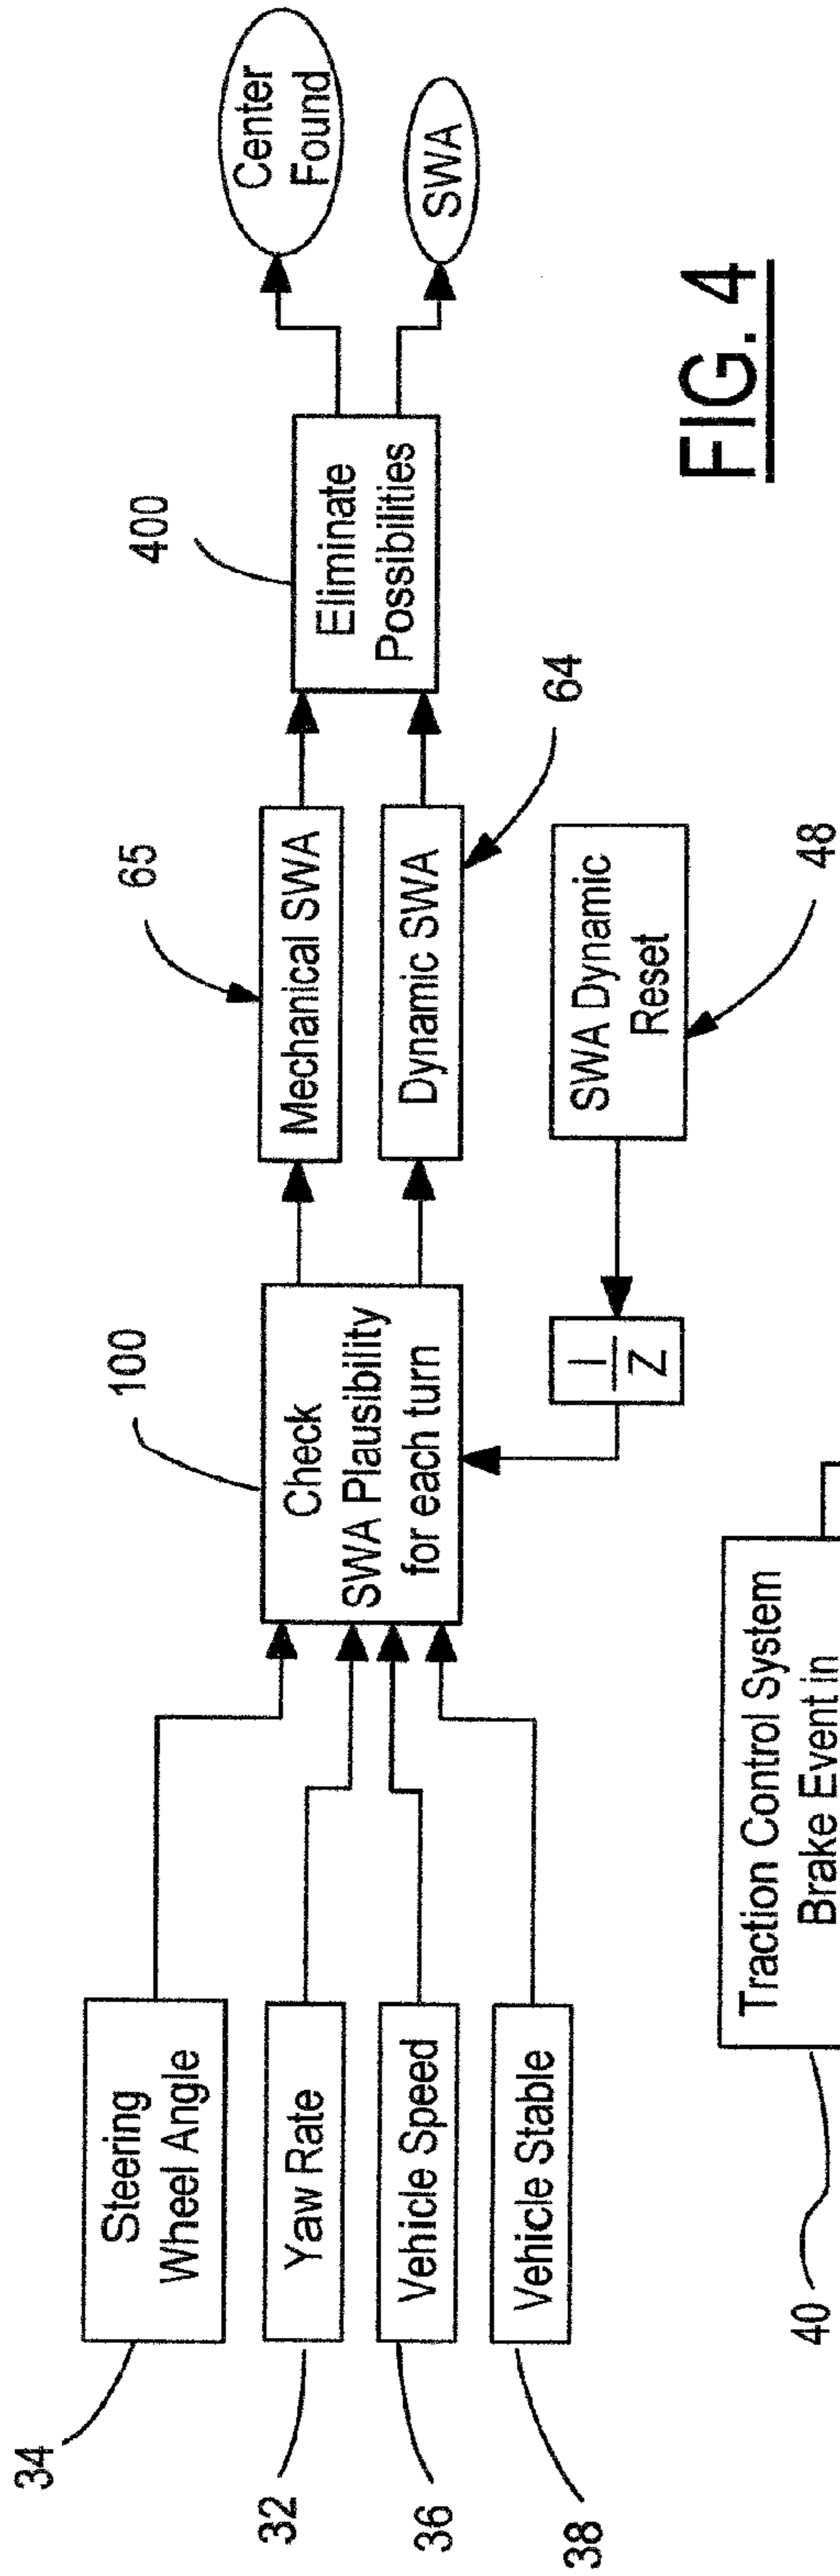 34
Steering
Wheel Angle
32
Yaw Rate
36
Vehicle Speed
38
Vehicle Stable
100
Check
SWA Plausibility
for each turn
1
Z
65
Mechanical SWA
Dynamic SWA
64
SWA Dynamic
Reset
48
400
Eliminate
Possibilities
Center
Found
SWA
FIG. 4
40
Traction Control System
Brake Event in